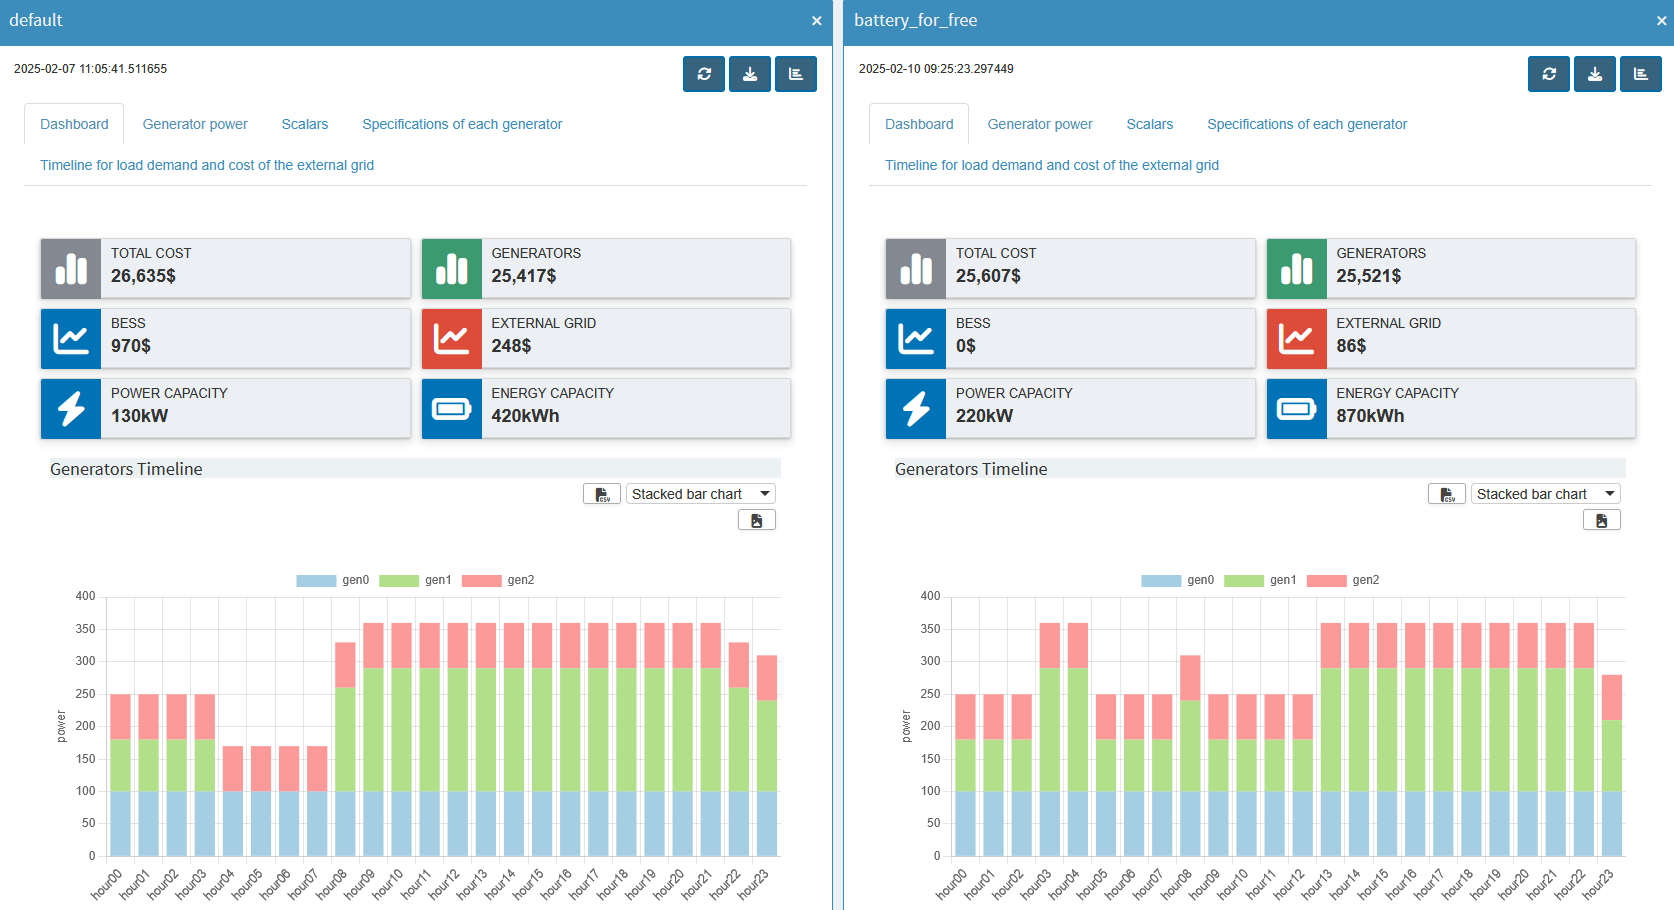 default ×
2025-02-07 11:05:41.511655
Dashboard Generator power Scalars Specifications of each generator
Timeline for load demand and cost of the external grid
TOTAL COST
26,635$
GENERATORS
25,417$
BESS
970$
EXTERNAL GRID
248$
POWER CAPACITY
130kW
ENERGY CAPACITY
420kWh
Generators Timeline
CSV Stacked bar chart
gen0 gen1 gen2
400
350
300
250
200
150
100
50
0
power
hour00 hour01 hour02 hour03 hour04 hour05 hour06 hour07 hour08 hour09 hour10 hour11 hour12 hour13 hour14 hour15 hour16 hour17 hour18 hour19 hour20 hour21 hour22 hour23
battery_for_free ×
2025-02-10 09:25:23.297449
Dashboard Generator power Scalars Specifications of each generator
Timeline for load demand and cost of the external grid
TOTAL COST
25,607$
GENERATORS
25,521$
BESS
0$
EXTERNAL GRID
86$
POWER CAPACITY
220kW
ENERGY CAPACITY
870kWh
Generators Timeline
CSV Stacked bar chart
gen0 gen1 gen2
400
350
300
250
200
150
100
50
0
power
hour00 hour01 hour02 hour03 hour04 hour05 hour06 hour07 hour08 hour09 hour10 hour11 hour12 hour13 hour14 hour15 hour16 hour17 hour18 hour19 hour20 hour21 hour22 hour23